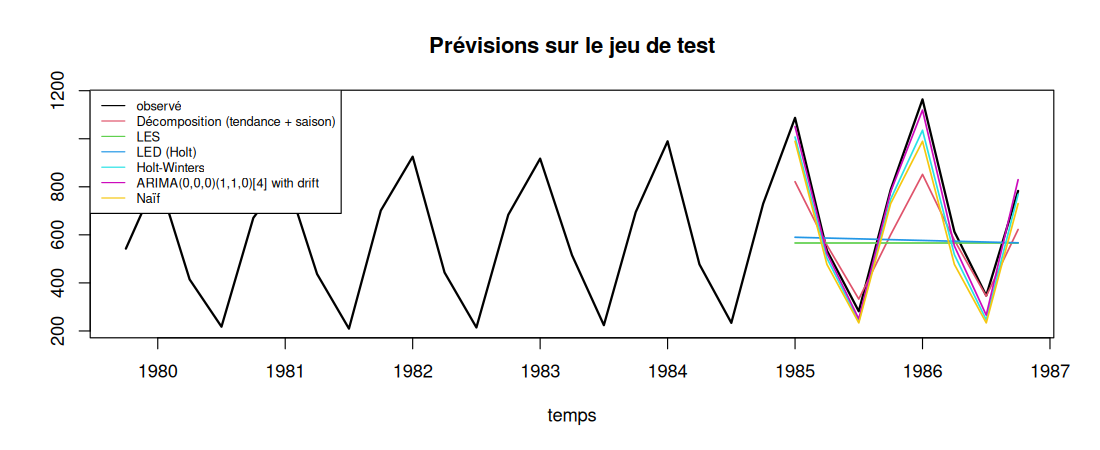 Prévisions sur le jeu de test
observé
Décomposition (tendance + saison)
LES
LED (Holt)
Holt-Winters
ARIMA(0,0,0)(1,1,0)[4] with drift
Naïf
1200
800
600
400
200
1980 1981 1982 1983 1984 1985 1986 1987
temps